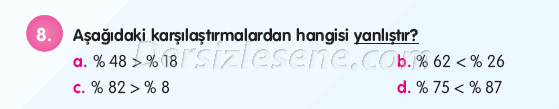 8. Aşağıdaki karşılaştırmalardan hangisi yanlıştır?
Dersizlesene.com
a. % 48 > % 18 b. % 62 < % 26
c. % 82 > % 8 d. % 75 < % 87